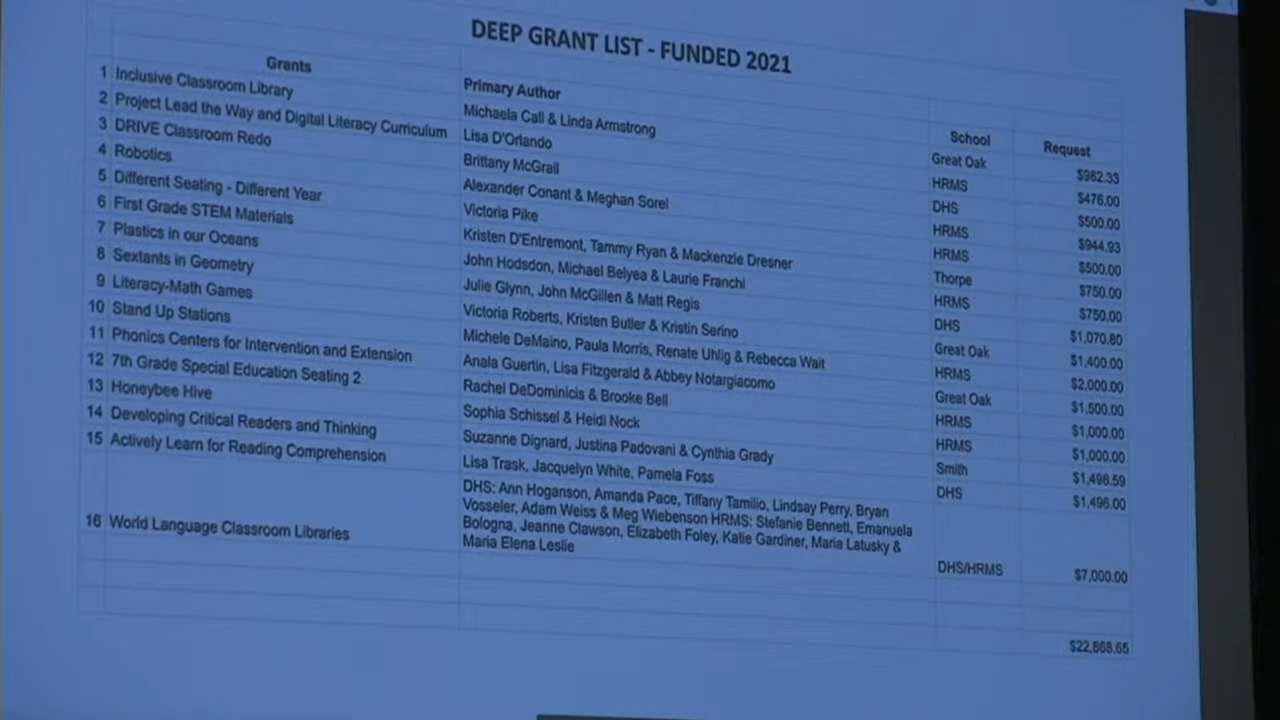 DEEP GRANT LIST - FUNDED 2021
Grants Primary Author School Request
1 Inclusive Classroom Library Michaela Call & Linda Armstrong Great Oak $982.33
2 Project Lead the Way and Digital Literacy Curriculum Lisa D'Orlando HRMS $476.00
3 DRIVE Classroom Redo Brittany McGrail DHS $500.00
4 Robotics Alexander Conant & Meghan Sorel HRMS $944.93
5 Different Seating - Different Year Victoria Pike HRMS $500.00
6 First Grade STEM Materials Kristen D'Entremont, Tammy Ryan & Mackenzie Dresner Thorpe $750.00
7 Plastics in our Oceans John Hodsdon, Michael Belyea & Laurie Franchi HRMS $750.00
8 Sextants in Geometry Julie Glynn, John McGillen & Matt Regis DHS $1,070.80
9 Literacy-Math Games Victoria Roberts, Kristen Butler & Kristin Serino Great Oak $1,400.00
10 Stand Up Stations Michele DeMaino, Paula Morris, Renate Uhlig & Rebecca Wait HRMS $2,000.00
11 Phonics Centers for Intervention and Extension Anala Guertin, Lisa Fitzgerald & Abbey Notargiacomo Great Oak $1,500.00
12 7th Grade Special Education Seating 2 Rachel DeDominicis & Brooke Bell HRMS $1,000.00
13 Honeybee Hive Sophia Schissel & Heidi Nock HRMS $1,000.00
14 Developing Critical Readers and Thinking Suzanne Dignard, Justina Padovani & Cynthia Grady Smith $1,498.59
15 Actively Learn for Reading Comprehension Lisa Trask, Jacquelyn White, Pamela Foss DHS $1,496.00
DHS: Ann Hoganson, Amanda Pace, Tiffany Tamilio, Lindsay Perry, Bryan
Vosseler, Adam Weiss & Meg Wiebenson HRMS: Stefanie Bennett, Emanuela
Bologna, Jeanne Clawson, Elizabeth Foley, Katie Gardiner, Maria Latusky &
16 World Language Classroom Libraries Maria Elena Leslie DHS/HRMS $7,000.00
$22,868.65